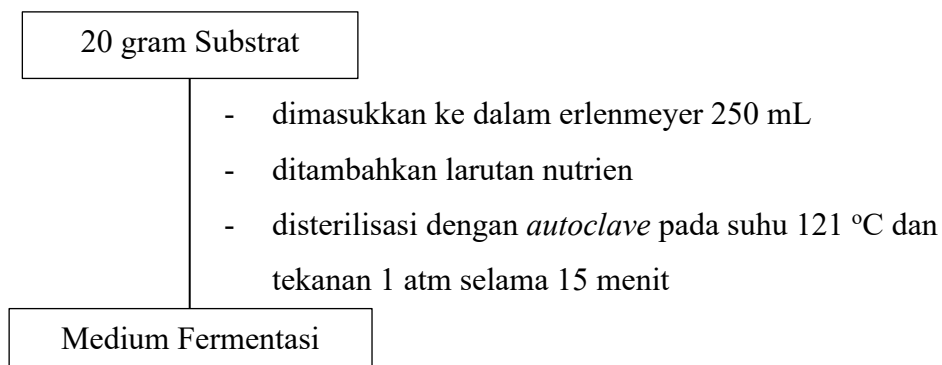 20 gram Substrat
- dimasukkan ke dalam erlenmeyer 250 mL
- ditambahkan larutan nutrien
- disterilisasi dengan autoclave pada suhu 121 °C dan
tekanan 1 atm selama 15 menit
Medium Fermentasi